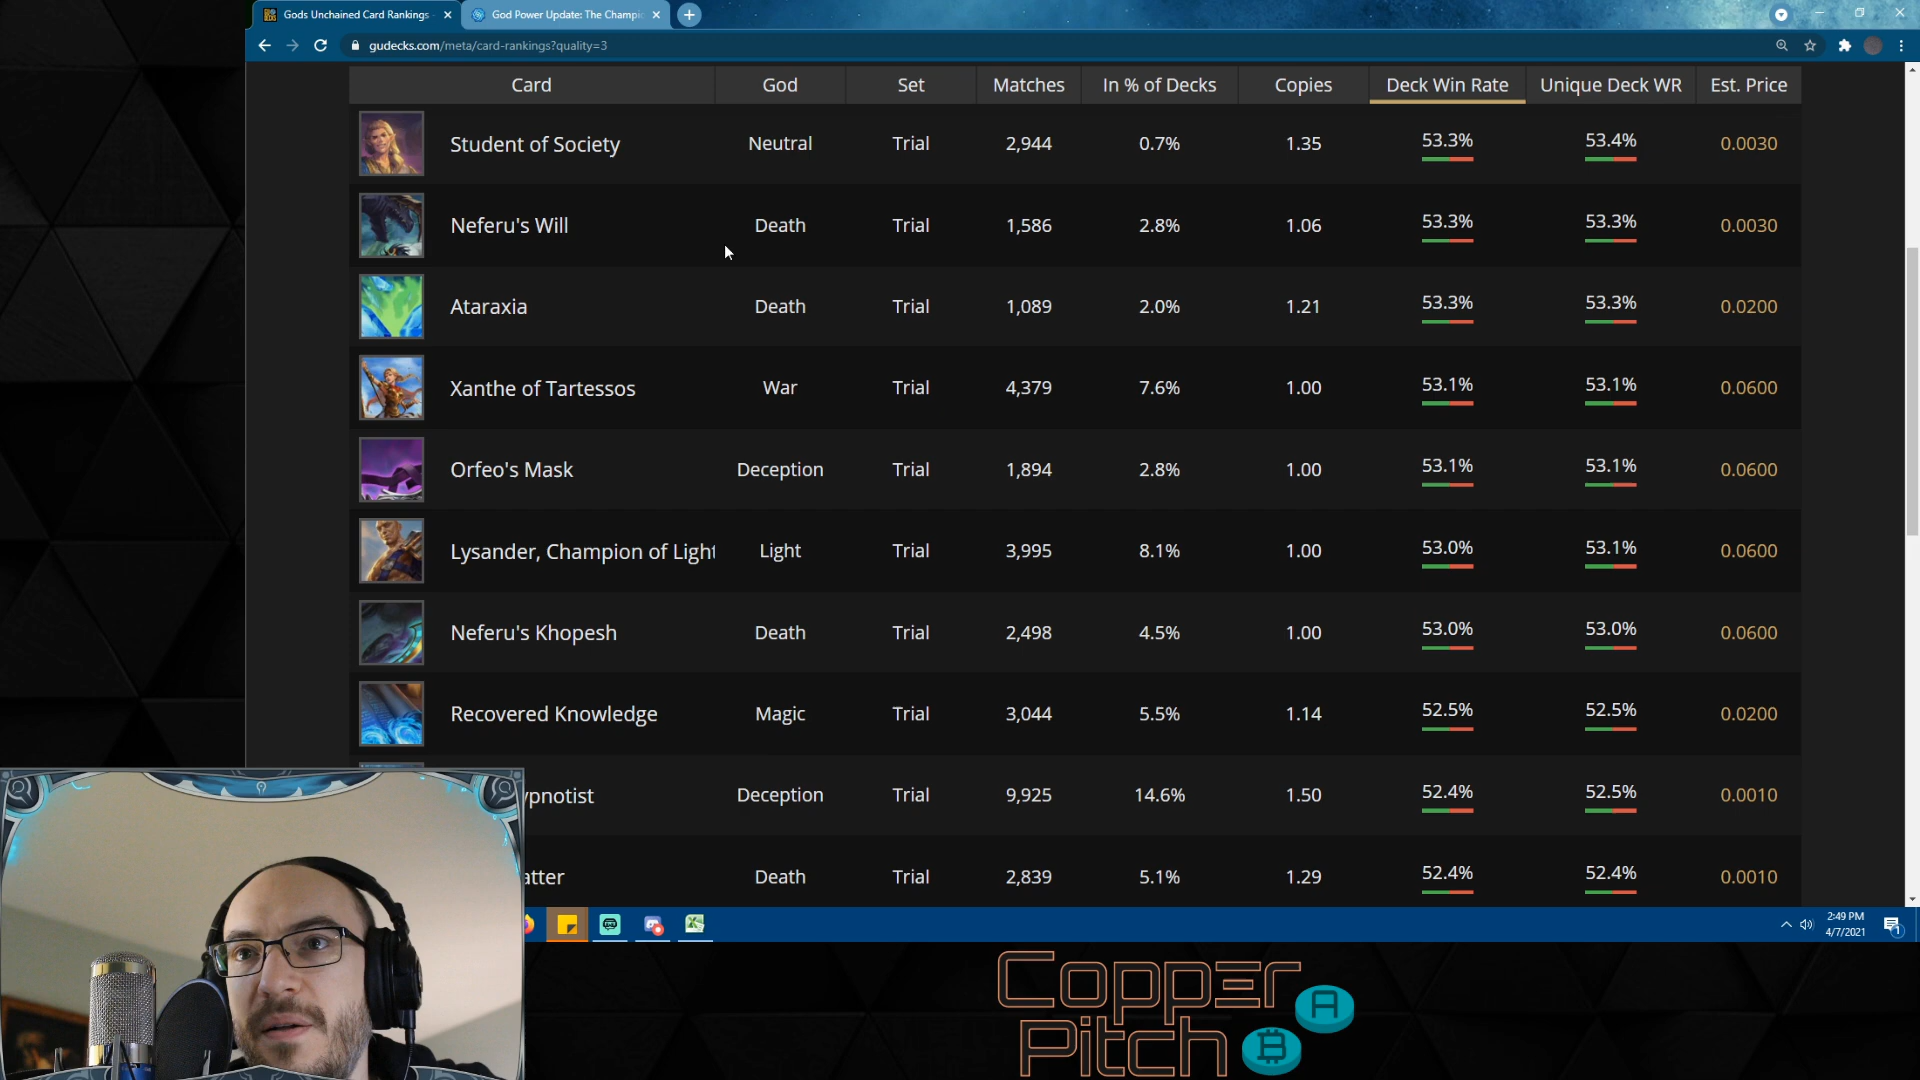 Gods Unchained Card Rankings
God Power Update: The Champi
gudecks.com/meta/card-rankings?quality=3
Card God Set Matches In % of Decks Copies Deck Win Rate Unique Deck WR Est. Price
Student of Society Neutral Trial 2,944 0.7% 1.35 53.3% 53.4% 0.0030
Neferu's Will Death Trial 1,586 2.8% 1.06 53.3% 53.3% 0.0030
Ataraxia Death Trial 1,089 2.0% 1.21 53.3% 53.3% 0.0200
Xanthe of Tartessos War Trial 4,379 7.6% 1.00 53.1% 53.1% 0.0600
Orfeo's Mask Deception Trial 1,894 2.8% 1.00 53.1% 53.1% 0.0600
Lysander, Champion of Light Light Trial 3,995 8.1% 1.00 53.0% 53.1% 0.0600
Neferu's Khopesh Death Trial 2,498 4.5% 1.00 53.0% 53.0% 0.0600
Recovered Knowledge Magic Trial 3,044 5.5% 1.14 52.5% 52.5% 0.0200
ypnotist Deception Trial 9,925 14.6% 1.50 52.4% 52.5% 0.0010
atter Death Trial 2,839 5.1% 1.29 52.4% 52.4% 0.0010
2:49 PM
4/7/2021
1
Copper
Pitch